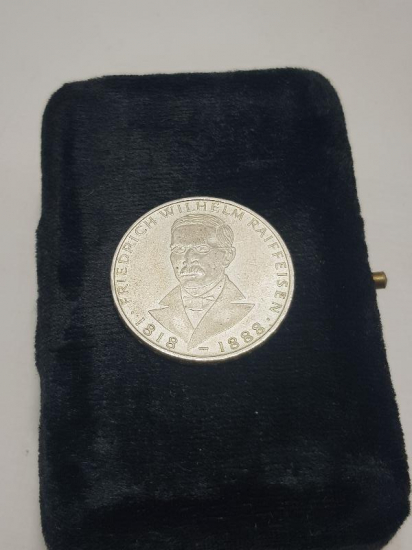 FRIEDRICH WILHELM RAIFFEISEN
1818 – 1888